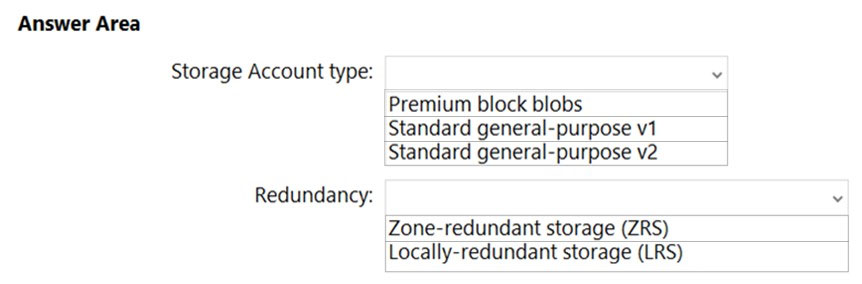 Answer Area
Storage Account type:
Premium block blobs
Standard general-purpose v1
Standard general-purpose v2
Redundancy:
Zone-redundant storage (ZRS)
Locally-redundant storage (LRS)